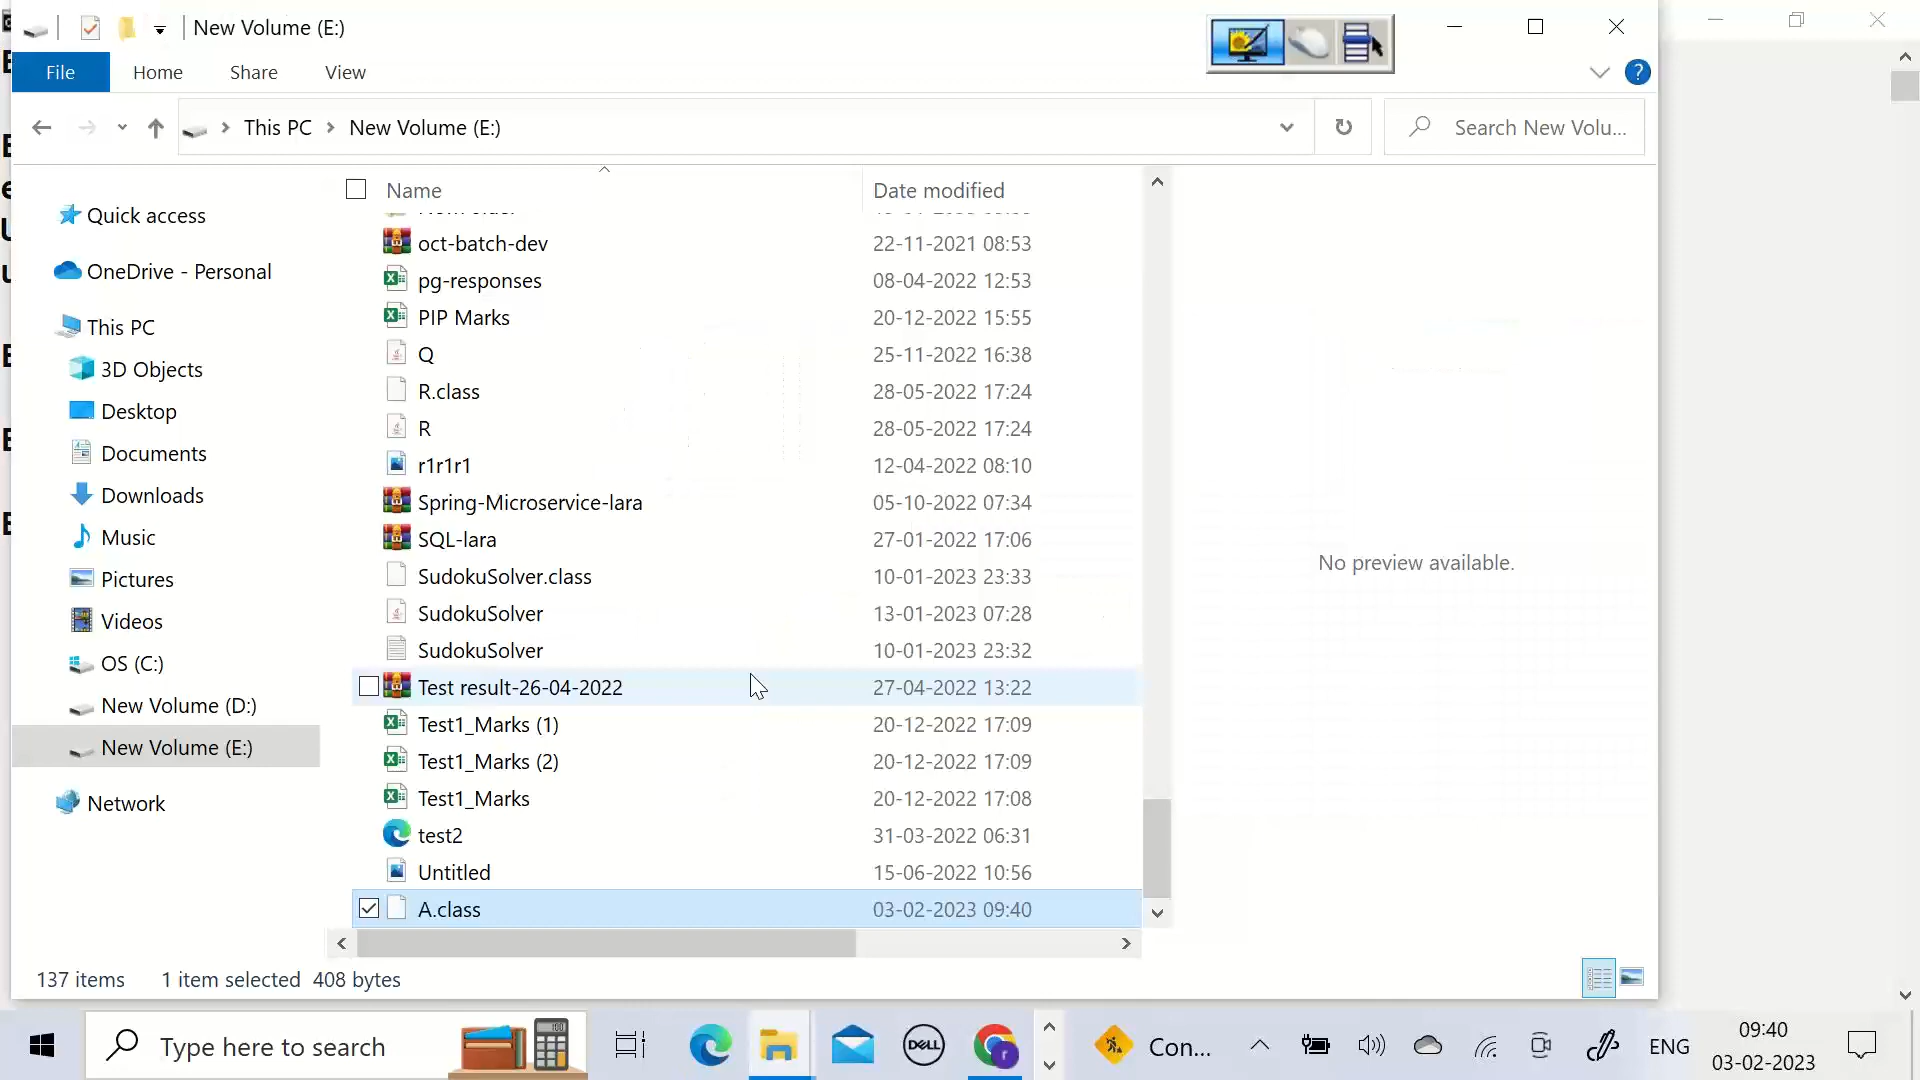 New Volume (E:)
File Home Share View
This PC New Volume (E:)
Search New Volu...
Name Date modified
Quick access
OneDrive - Personal
This PC
3D Objects
Desktop
Documents
Downloads
Music
Pictures
Videos
OS (C:)
New Volume (D:)
New Volume (E:)
Network
oct-batch-dev 22-11-2021 08:53
pg-responses 08-04-2022 12:53
PIP Marks 20-12-2022 15:55
Q 25-11-2022 16:38
R.class 28-05-2022 17:24
R 28-05-2022 17:24
r1r1r1 12-04-2022 08:10
Spring-Microservice-lara 05-10-2022 07:34
SQL-lara 27-01-2022 17:06
SudokuSolver.class 10-01-2023 23:33
SudokuSolver 13-01-2023 07:28
SudokuSolver 10-01-2023 23:32
Test result-26-04-2022 27-04-2022 13:22
Test1_Marks (1) 20-12-2022 17:09
Test1_Marks (2) 20-12-2022 17:09
Test1_Marks 20-12-2022 17:08
test2 31-03-2022 06:31
Untitled 15-06-2022 10:56
A.class 03-02-2023 09:40
No preview available.
137 items 1 item selected 408 bytes
Type here to search
DELL
r
Con...
ENG
09:40
03-02-2023